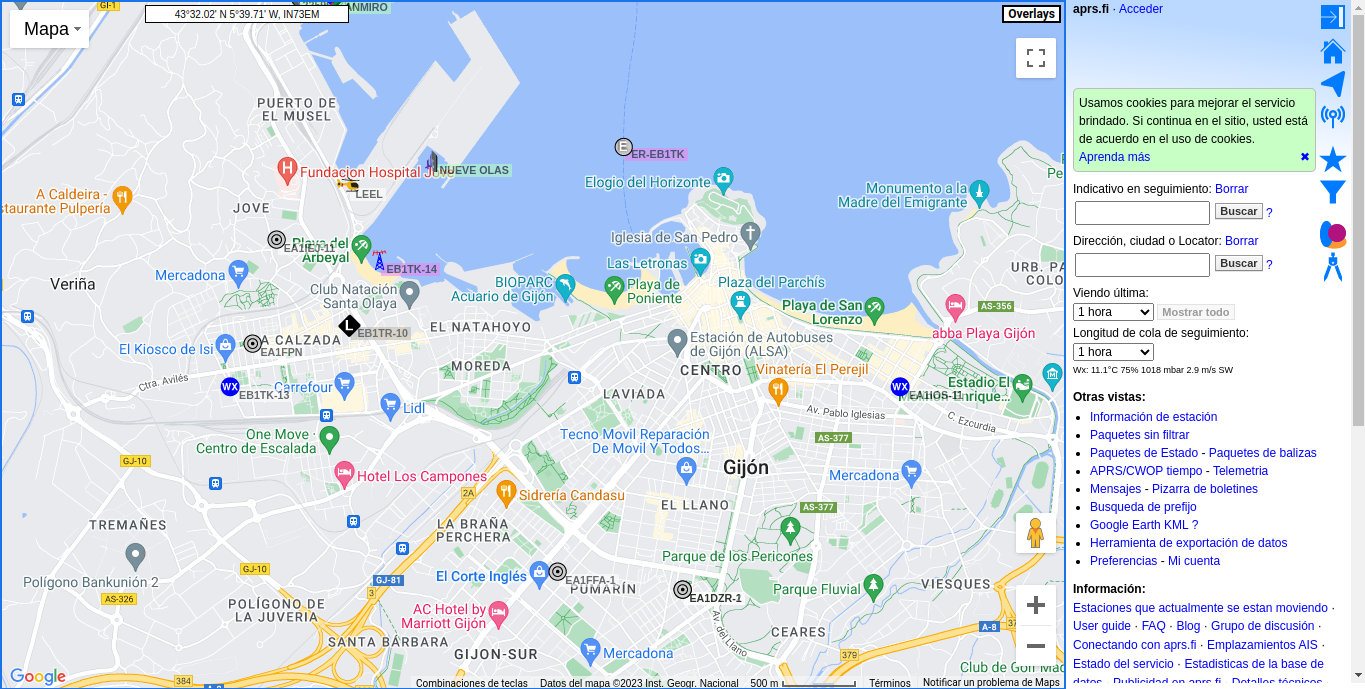 Mapa
43°32.02' N 5°39.71' W, IN73EM
Overlays
GI-1
PUERTO DE
EL MUSEL
Fundacion Hospital
NUEVE OLAS
LEEL
ER-EB1TK
Elogio del Horizonte
Monumento a la
Madre del Emigrante
A Caldeira -
staurante Pulpería
JOVE
Iglesia de San Pedro
Playa del
Arbeyal
EB1TK-14
Las Letronas
Veriña
Mercadona
Club Natación
Santa Olaya
BIOPARC
Acuario de Gijón
Playa de
Poniente
Plaza del Parchís
Playa de San
Lorenzo
AS-356
abba Playa Gijón
EB1TR-10
EL NATAHOYO
Estación de Autobuses
de Gijón (ALSA)
El Kiosco de Isi
A CALZADA
EA1FPN
MOREDA
CENTRO
Vinatería El Perejil
Ctra. Avilés
Carrefour
EB1TK-13
WX
WX
EA1IOS-11
Estadio El
LAVIADA
Lidl
Av. Pablo Iglesias
C. Ezcurdia
One Move
Centro de Escalada
Tecno Movil Reparación
De Movil Y Todos...
AS-377
GJ-10
Gijón
Mercadona
Hotel Los Campones
2A
Sidrería Candasu
EL LLANO
AS-377
TREMAÑES
LA BRAÑA
PERCHERA
Parque de los Pericones
Polígono Bankunión 2
GJ-10
GJ-81
El Corte Inglés
EA1FFA-1
PUMARÍN
EA1DZR-1
Parque Fluvial
VIESQUES
AS-326
POLÍGONO DE
LA JUVERIA
AC Hotel by
Marriott Gijón
SANTA BÁRBARA
GIJON-SUR
Mercadona
Av. del Llano
CEARES
A-8
379
384
Google
Combinaciones de teclas
Datos del mapa ©2023 Inst. Geogr. Nacional
500 m
Términos
Notificar un problema de Maps
aprs.fi · Acceder
Usamos cookies para mejorar el servicio
brindado. Si continua en el sitio, usted está
de acuerdo en el uso de cookies.
Aprenda más
Indicativo en seguimiento: Borrar
Buscar ?
Dirección, ciudad o Locator: Borrar
Buscar ?
Viendo última:
1 hora Mostrar todo
Longitud de cola de seguimiento:
1 hora
Wx: 11.1°C 75% 1018 mbar 2.9 m/s SW
Otras vistas:
Información de estación
Paquetes sin filtrar
Paquetes de Estado - Paquetes de balizas
APRS/CWOP tiempo - Telemetria
Mensajes - Pizarra de boletines
Busqueda de prefijo
Google Earth KML ?
Herramienta de exportación de datos
Preferencias - Mi cuenta
Información:
Estaciones que actualmente se estan moviendo ·
User guide · FAQ · Blog · Grupo de discusión ·
Conectando con aprs.fi · Emplazamientos AIS ·
Estado del servicio · Estadisticas de la base de
datos · Publicidad en aprs.fi · Detalles técnicos